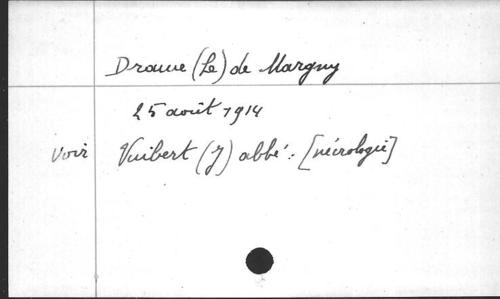 Drame (Le) de Margny
25 août 1914
Voir Vuibert (J) abbé. [nécrologie]